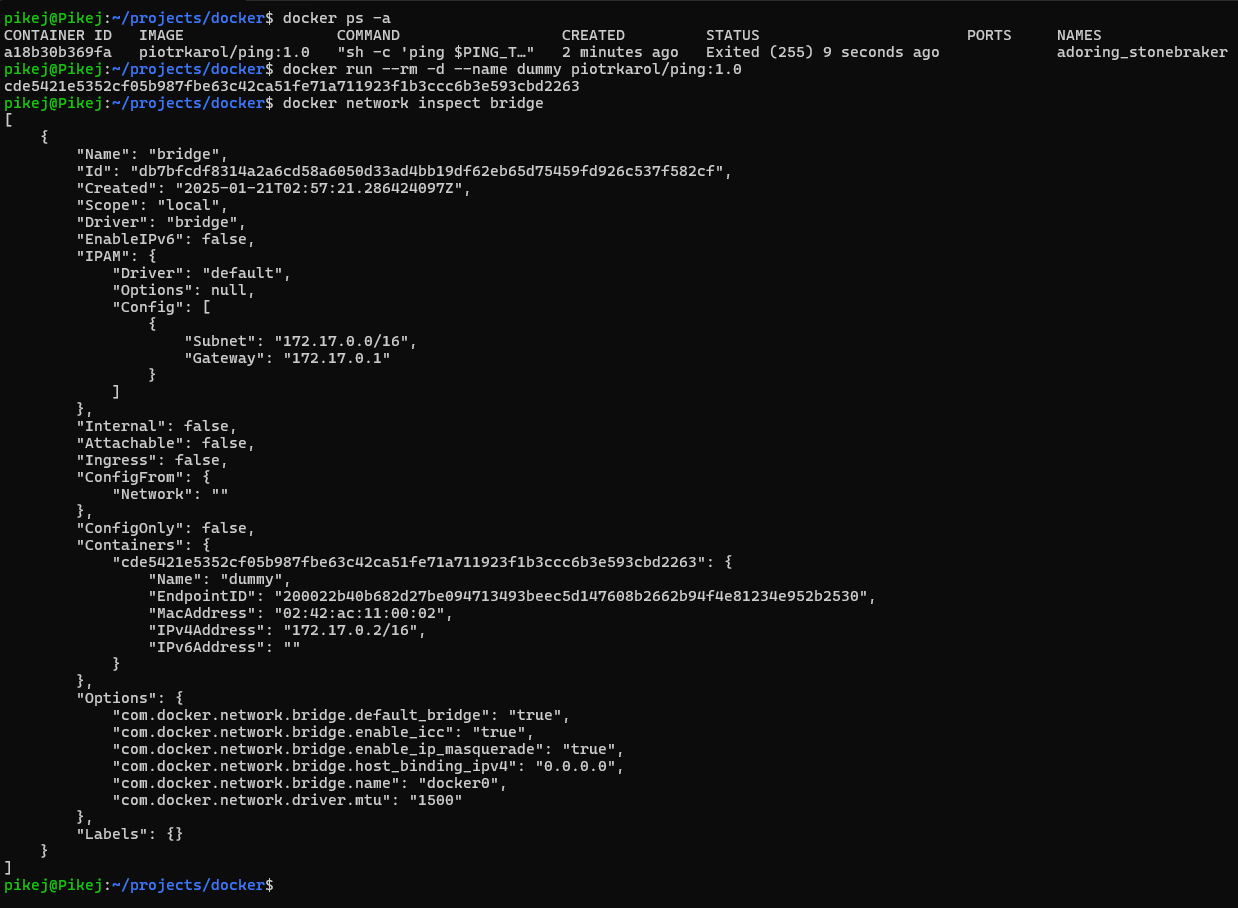 pikej@Pikej:~/projects/docker$ docker ps -a
CONTAINER ID   IMAGE                 COMMAND                  CREATED         STATUS                       PORTS     NAMES
a18b30b369fa   piotrkarol/ping:1.0   "sh -c 'ping $PING_T…"   2 minutes ago   Exited (255) 9 seconds ago             adoring_stonebraker
pikej@Pikej:~/projects/docker$ docker run --rm -d --name dummy piotrkarol/ping:1.0
cde5421e5352cf05b987fbe63c42ca51fe71a711923f1b3ccc6b3e593cbd2263
pikej@Pikej:~/projects/docker$ docker network inspect bridge
[
    {
        "Name": "bridge",
        "Id": "db7bfcdf8314a2a6cd58a6050d33ad4bb19df62eb65d75459fd926c537f582cf",
        "Created": "2025-01-21T02:57:21.286424097Z",
        "Scope": "local",
        "Driver": "bridge",
        "EnableIPv6": false,
        "IPAM": {
            "Driver": "default",
            "Options": null,
            "Config": [
                {
                    "Subnet": "172.17.0.0/16",
                    "Gateway": "172.17.0.1"
                }
            ]
        },
        "Internal": false,
        "Attachable": false,
        "Ingress": false,
        "ConfigFrom": {
            "Network": ""
        },
        "ConfigOnly": false,
        "Containers": {
            "cde5421e5352cf05b987fbe63c42ca51fe71a711923f1b3ccc6b3e593cbd2263": {
                "Name": "dummy",
                "EndpointID": "200022b40b682d27be094713493beec5d147608b2662b94f4e81234e952b2530",
                "MacAddress": "02:42:ac:11:00:02",
                "IPv4Address": "172.17.0.2/16",
                "IPv6Address": ""
            }
        },
        "Options": {
            "com.docker.network.bridge.default_bridge": "true",
            "com.docker.network.bridge.enable_icc": "true",
            "com.docker.network.bridge.enable_ip_masquerade": "true",
            "com.docker.network.bridge.host_binding_ipv4": "0.0.0.0",
            "com.docker.network.bridge.name": "docker0",
            "com.docker.network.driver.mtu": "1500"
        },
        "Labels": {}
    }
]
pikej@Pikej:~/projects/docker$